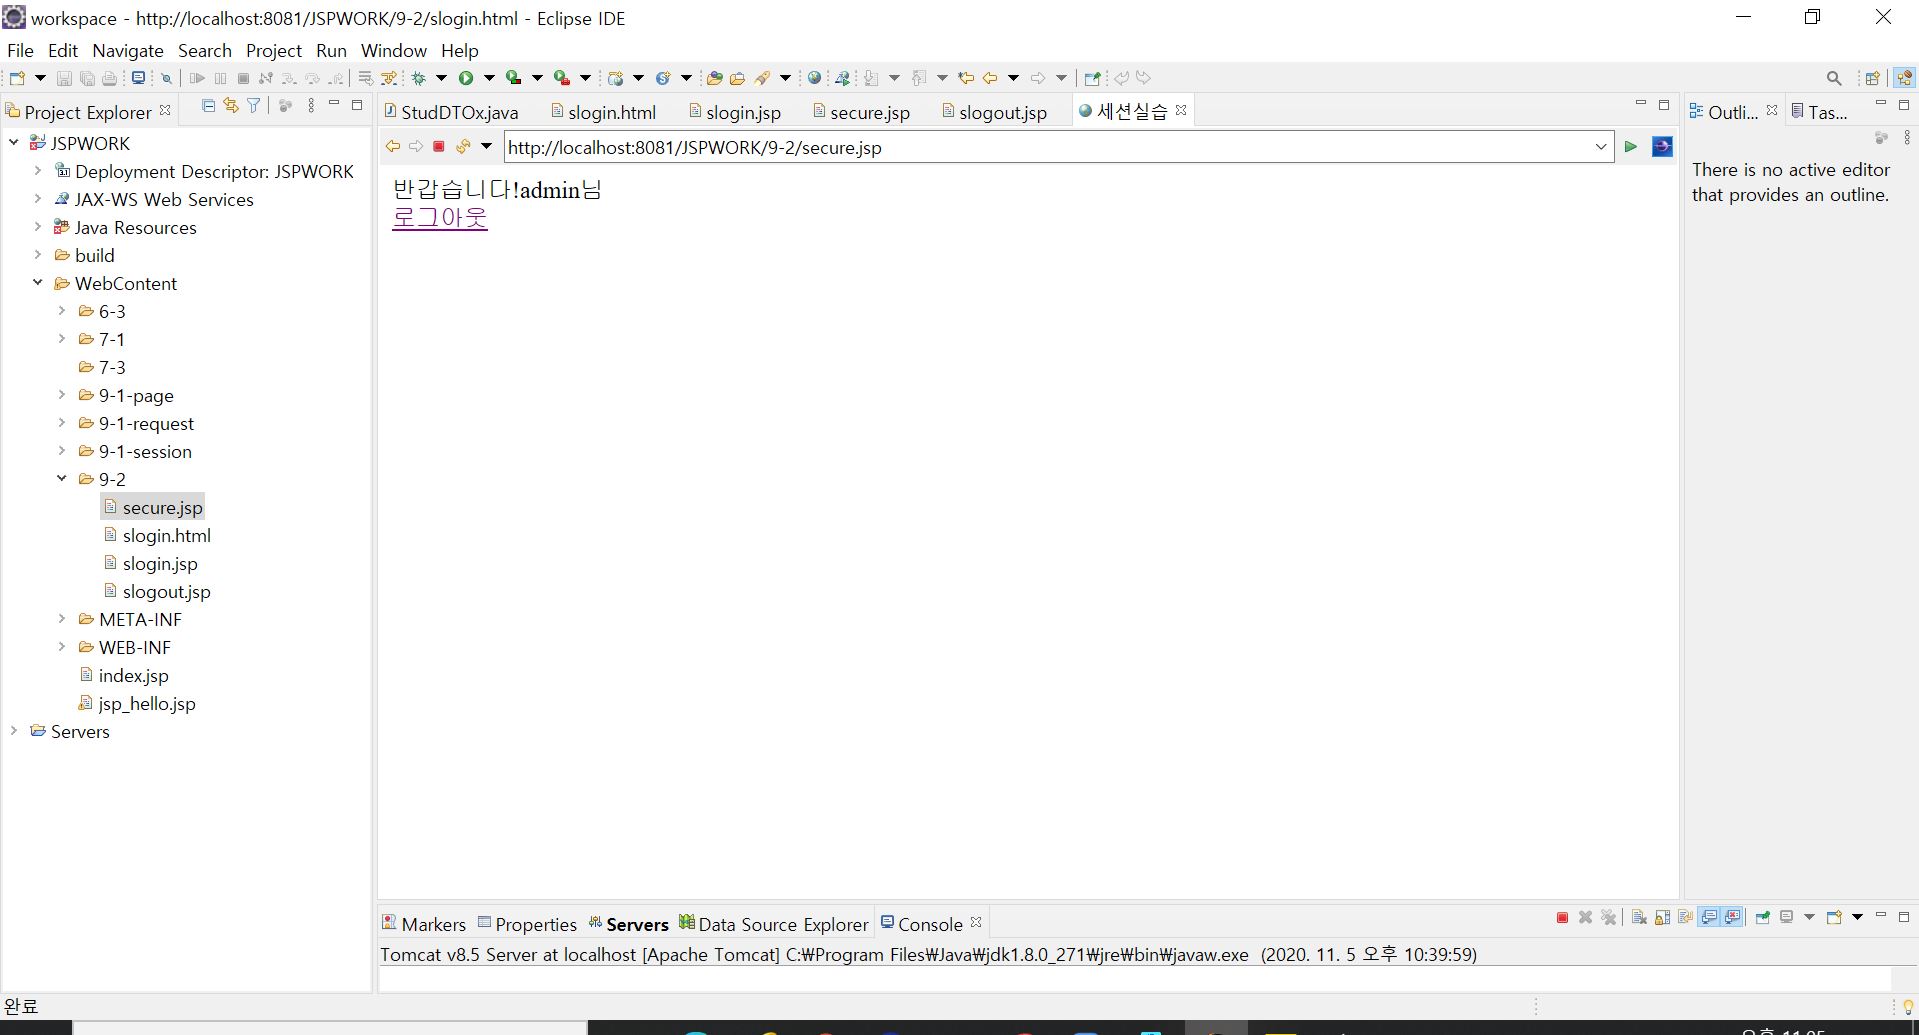 workspace - http://localhost:8081/JSPWORK/9-2/slogin.html - Eclipse IDE
File Edit Navigate Search Project Run Window Help
Project Explorer
JSPWORK
Deployment Descriptor: JSPWORK
JAX-WS Web Services
Java Resources
build
WebContent
6-3
7-1
7-3
9-1-page
9-1-request
9-1-session
9-2
secure.jsp
slogin.html
slogin.jsp
slogout.jsp
META-INF
WEB-INF
index.jsp
jsp_hello.jsp
Servers
StudDTOx.java slogin.html slogin.jsp secure.jsp slogout.jsp 세션실습
http://localhost:8081/JSPWORK/9-2/secure.jsp
반갑습니다!admin님
로그아웃
Outli... Tas...
There is no active editor
that provides an outline.
Markers Properties Servers Data Source Explorer Console
Tomcat v8.5 Server at localhost [Apache Tomcat] C:₩Program Files₩Java₩jdk1.8.0_271₩jre₩bin₩javaw.exe (2020. 11. 5 오후 10:39:59)
완료